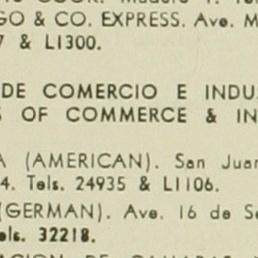 GO & CO. EXPRESS. Ave. M
7 & L1300.
DE COMERCIO E INDUS
S OF COMMERCE & IN
A (AMERICAN). San Juan
4. Tels. 24935 & L1106.
(GERMAN). Ave. 16 de Se
els. 32218.